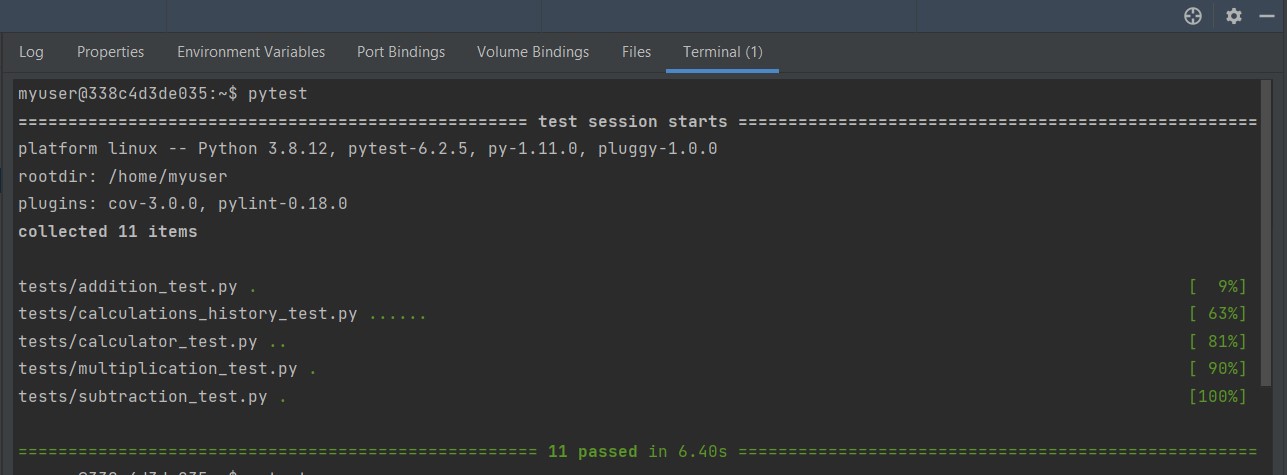 Log Properties Environment Variables Port Bindings Volume Bindings Files Terminal (1)
myuser@338c4d3de035:~$ pytest
=================================================== test session starts ====================================================
platform linux -- Python 3.8.12, pytest-6.2.5, py-1.11.0, pluggy-1.0.0
rootdir: /home/myuser
plugins: cov-3.0.0, pylint-0.18.0
collected 11 items
tests/addition_test.py . [  9%]
tests/calculations_history_test.py ...... [ 63%]
tests/calculator_test.py .. [ 81%]
tests/multiplication_test.py . [ 90%]
tests/subtraction_test.py . [100%]
==================================================== 11 passed in 6.40s ====================================================